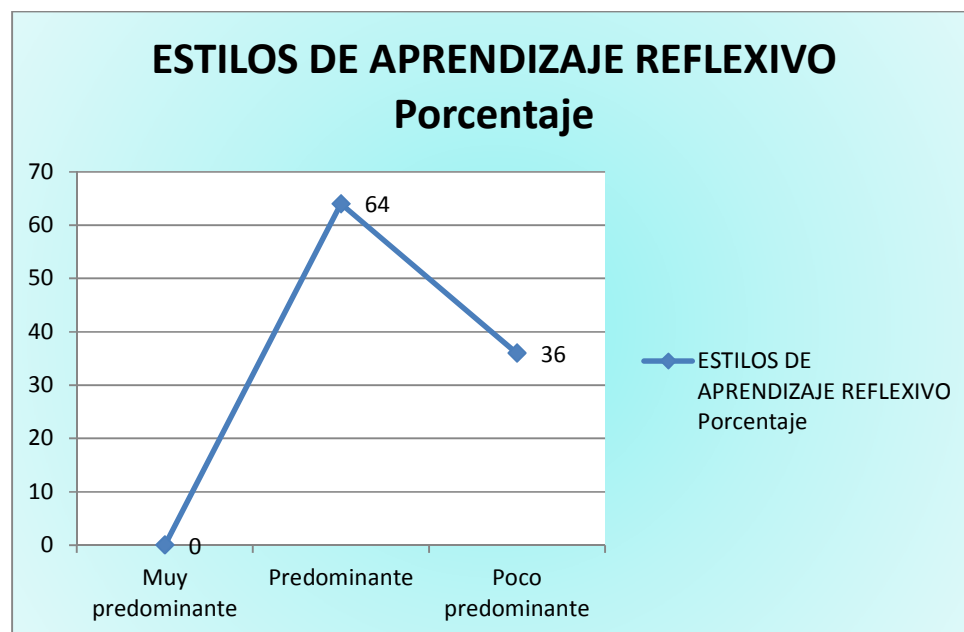 ESTILOS DE APRENDIZAJE REFLEXIVO
Porcentaje
70
60
50
40
30
20
10
0
64
36
0
Muy
predominante
Predominante
Poco
predominante
ESTILOS DE
APRENDIZAJE REFLEXIVO
Porcentaje